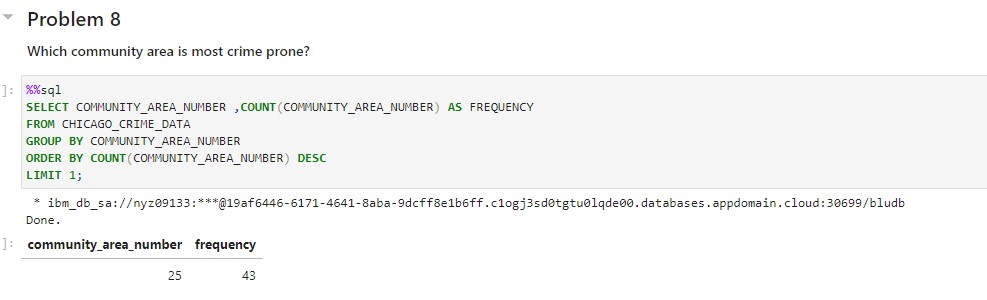 Problem 8
Which community area is most crime prone?
]: %%sql
SELECT COMMUNITY_AREA_NUMBER ,COUNT(COMMUNITY_AREA_NUMBER) AS FREQUENCY
FROM CHICAGO_CRIME_DATA
GROUP BY COMMUNITY_AREA_NUMBER
ORDER BY COUNT(COMMUNITY_AREA_NUMBER) DESC
LIMIT 1;
* ibm_db_sa://nyz09133:***@19af6446-6171-4641-8aba-9dcff8e1b6ff.c1ogj3sd0tgtu0lqde00.databases.appdomain.cloud:30699/bludb
Done.
]: community_area_number frequency
25 43